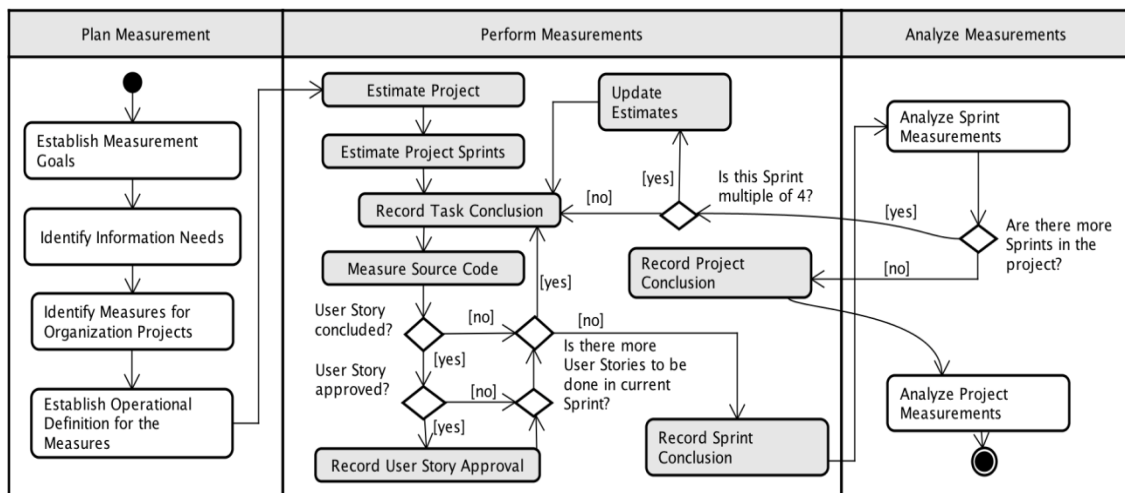 Plan Measurement
Perform Measurements
Analyze Measurements
Establish Measurement
Goals
Identify Information Needs
Identify Measures for
Organization Projects
Establish Operational
Definition for the
Measures
Estimate Project
Estimate Project Sprints
Record Task Conclusion
Measure Source Code
User Story
concluded?
[no]
[yes]
User Story
approved?
[no]
[yes]
Record User Story Approval
[yes]
[no]
Is there more
User Stories to be
done in current
Sprint?
Update
Estimates
[yes]
[no]
Is this Sprint
multiple of 4?
Record Project
Conclusion
Record Sprint
Conclusion
Analyze Sprint
Measurements
[yes]
[no]
Are there more
Sprints in the
project?
Analyze Project
Measurements